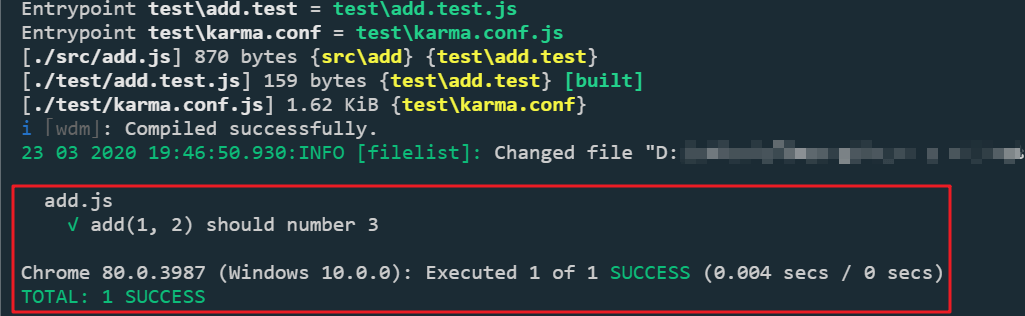 Entrypoint test\add.test = test\add.test.js
Entrypoint test\karma.conf = test\karma.conf.js
[./src/add.js] 870 bytes {src\add} {test\add.test}
[./test/add.test.js] 159 bytes {test\add.test} [built]
[./test/karma.conf.js] 1.62 KiB {test\karma.conf}
i ｢wdm｣: Compiled successfully.
23 03 2020 19:46:50.930:INFO [filelist]: Changed file "D:
add.js
√ add(1, 2) should number 3
Chrome 80.0.3987 (Windows 10.0.0): Executed 1 of 1 SUCCESS (0.004 secs / 0 secs)
TOTAL: 1 SUCCESS